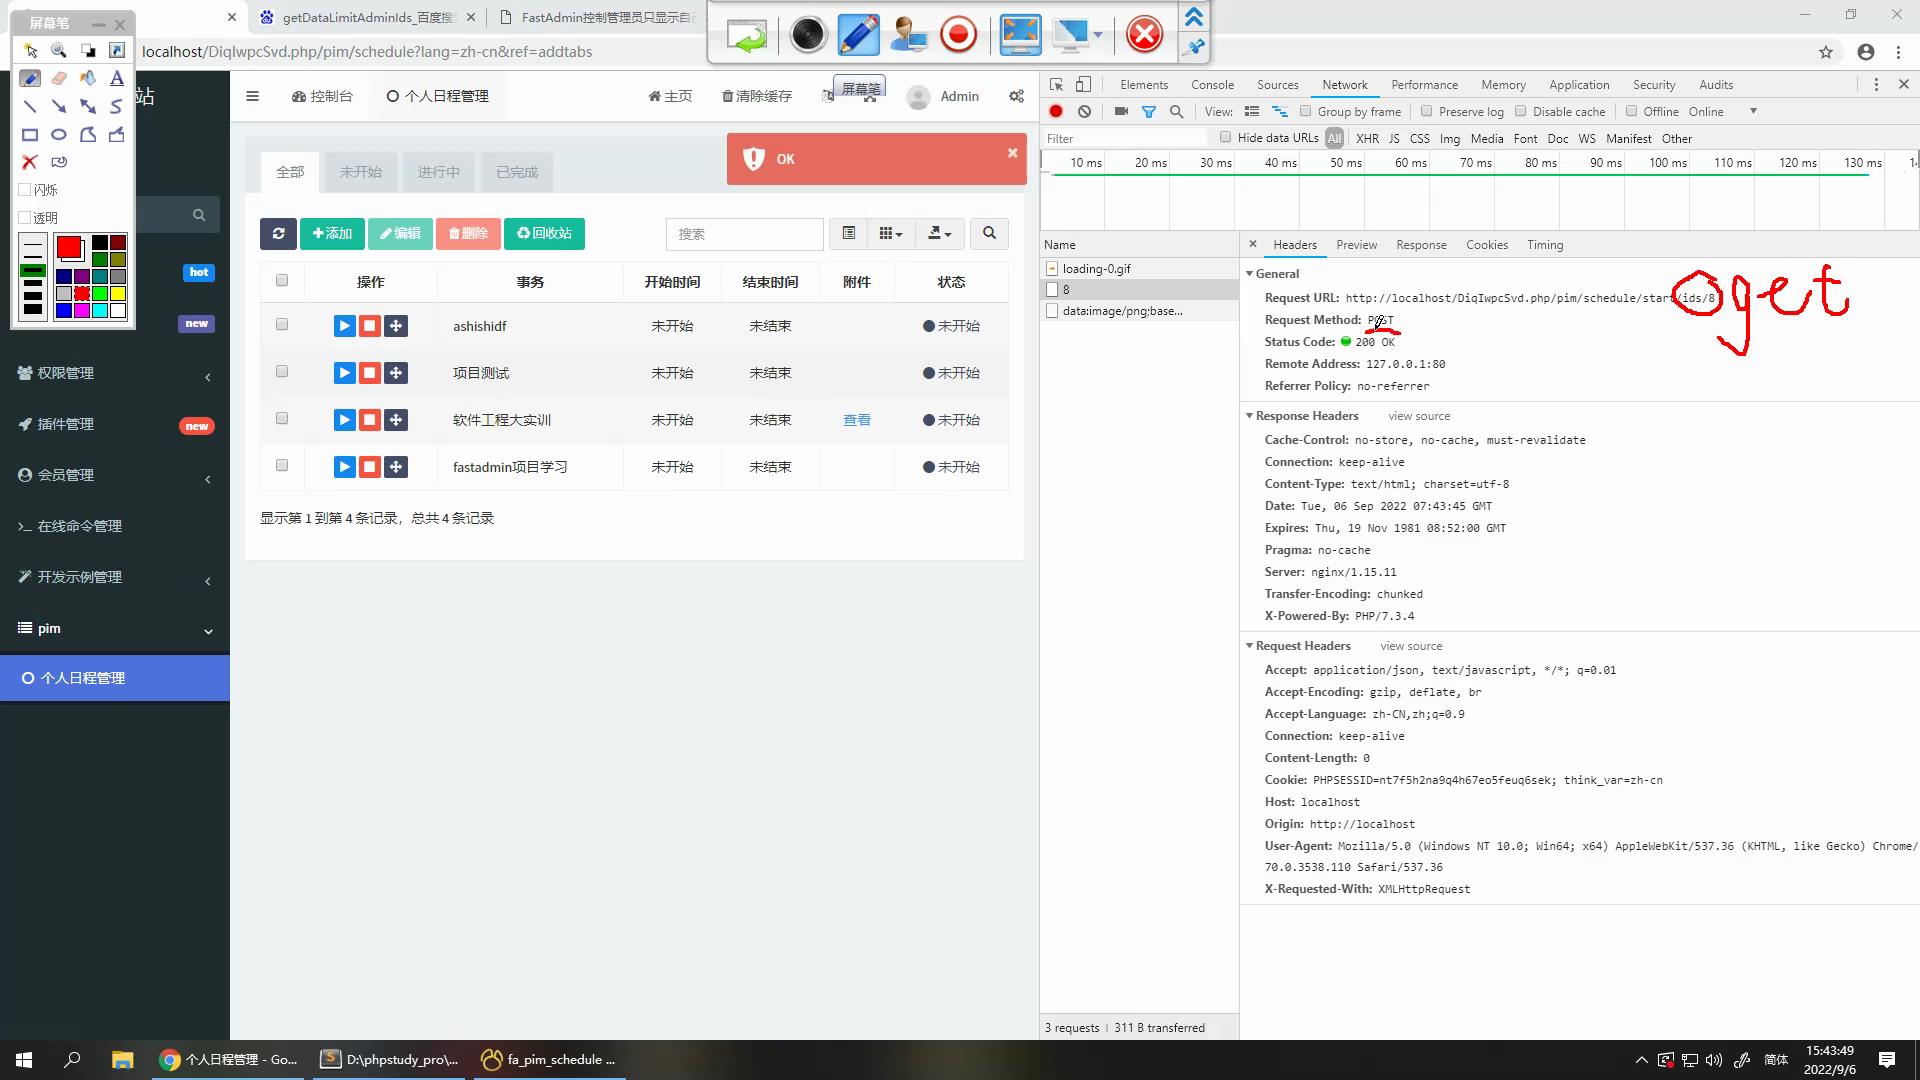 屏幕笔
getDataLimitAdminIds_百度搜
FastAdmin控制管理员只显示自
localhost/DiqIwpcSvd.php/pim/schedule?lang=zh-cn&ref=addtabs
站
A
闪烁
透明
控制台
个人日程管理
主页
清除缓存
屏幕笔
Admin
OK
全部
未开始
进行中
已完成
添加
编辑
删除
回收站
搜索
操作 事务 开始时间 结束时间 附件 状态
ashishidf 未开始 未结束 未开始
项目测试 未开始 未结束 未开始
软件工程大实训 未开始 未结束 查看 未开始
fastadmin项目学习 未开始 未结束 未开始
显示第 1 到第 4 条记录，总共 4 条记录
hot
new
权限管理
插件管理 new
会员管理
在线命令管理
开发示例管理
pim
个人日程管理
Elements Console Sources Network Performance Memory Application Security Audits
View: Group by frame Preserve log Disable cache Offline Online
Filter Hide data URLs All XHR JS CSS Img Media Font Doc WS Manifest Other
10 ms 20 ms 30 ms 40 ms 50 ms 60 ms 70 ms 80 ms 90 ms 100 ms 110 ms 120 ms 130 ms
Name
loading-0.gif
8
data:image/png;base...
Headers Preview Response Cookies Timing
General
Request URL: http://localhost/DiqIwpcSvd.php/pim/schedule/start/ids/8
get
Request Method: POST
Status Code: 200 OK
Remote Address: 127.0.0.1:80
Referrer Policy: no-referrer
Response Headers view source
Cache-Control: no-store, no-cache, must-revalidate
Connection: keep-alive
Content-Type: text/html; charset=utf-8
Date: Tue, 06 Sep 2022 07:43:45 GMT
Expires: Thu, 19 Nov 1981 08:52:00 GMT
Pragma: no-cache
Server: nginx/1.15.11
Transfer-Encoding: chunked
X-Powered-By: PHP/7.3.4
Request Headers view source
Accept: application/json, text/javascript, */*; q=0.01
Accept-Encoding: gzip, deflate, br
Accept-Language: zh-CN,zh;q=0.9
Connection: keep-alive
Content-Length: 0
Cookie: PHPSESSID=nt7f5h2na9q4h67eo5feuq6sek; think_var=zh-cn
Host: localhost
Origin: http://localhost
User-Agent: Mozilla/5.0 (Windows NT 10.0; Win64; x64) AppleWebKit/537.36 (KHTML, like Gecko) Chrome/
70.0.3538.110 Safari/537.36
X-Requested-With: XMLHttpRequest
3 requests | 311 B transferred
个人日程管理 - Go...
D:\phpstudy_pro\...
fa_pim_schedule ...
简体
15:43:49
2022/9/6